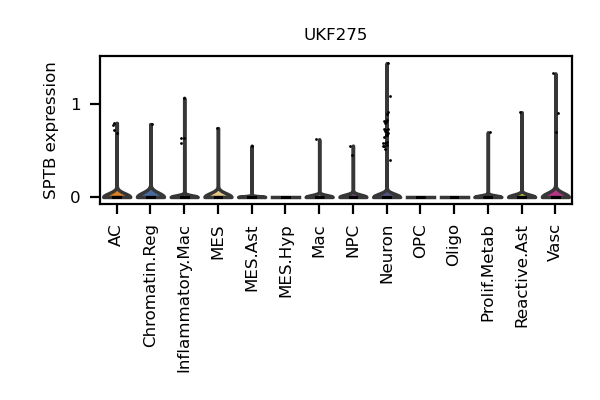 UKF275
SPTB expression
1
0
AC
Chromatin.Reg
Inflammatory.Mac
MES
MES.Ast
MES.Hyp
Mac
NPC
Neuron
OPC
Oligo
Prolif.Metab
Reactive.Ast
Vasc